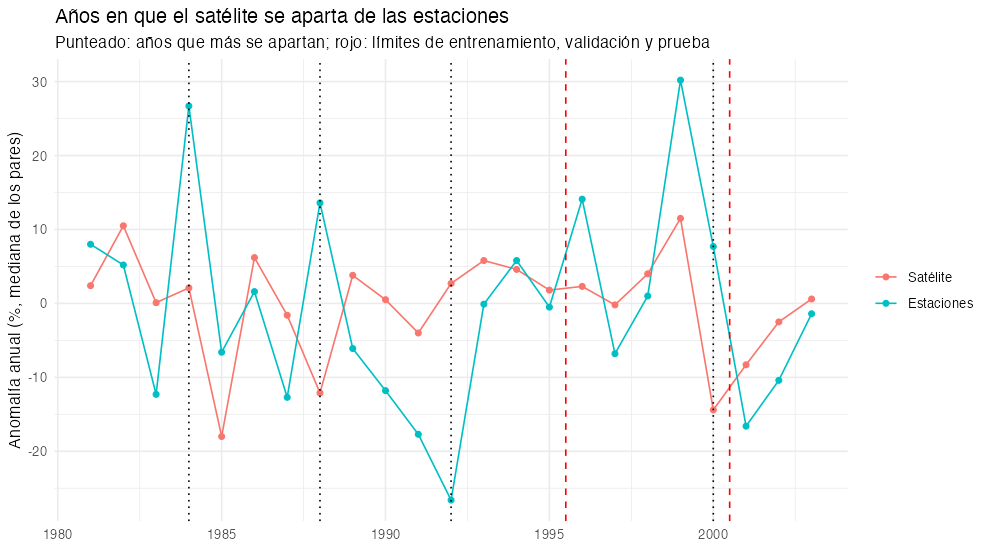 Años en que el satélite se aparta de las estaciones
Punteado: años que más se apartan; rojo: límites de entrenamiento, validación y prueba
Anomalía anual (%, mediana de los pares)
30
20
10
0
-10
-20
1980
1985
1990
1995
2000
Satélite
Estaciones